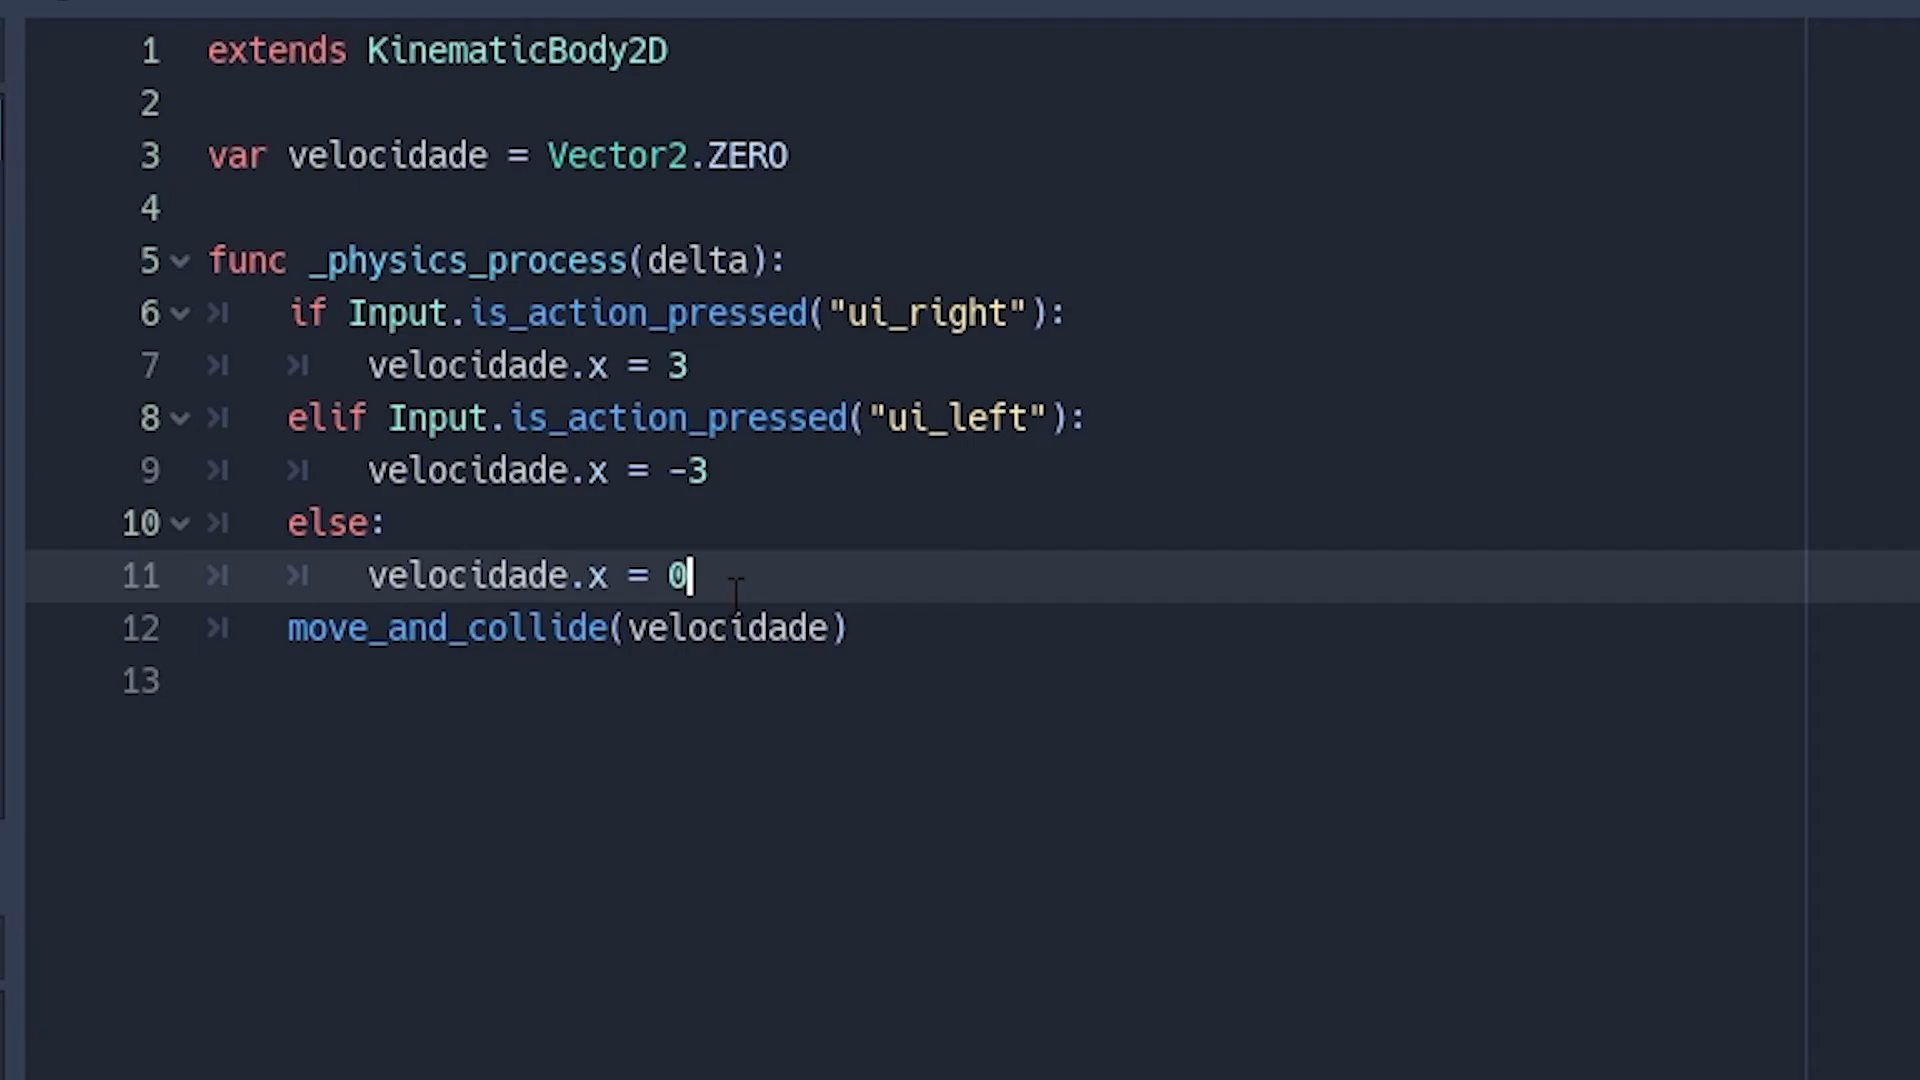 1 extends KinematicBody2D
2
3 var velocidade = Vector2.ZERO
4
5 func _physics_process(delta):
6 if Input.is_action_pressed("ui_right"):
7 velocidade.x = 3
8 elif Input.is_action_pressed("ui_left"):
9 velocidade.x = -3
10 else:
11 velocidade.x = 0
12 move_and_collide(velocidade)
13